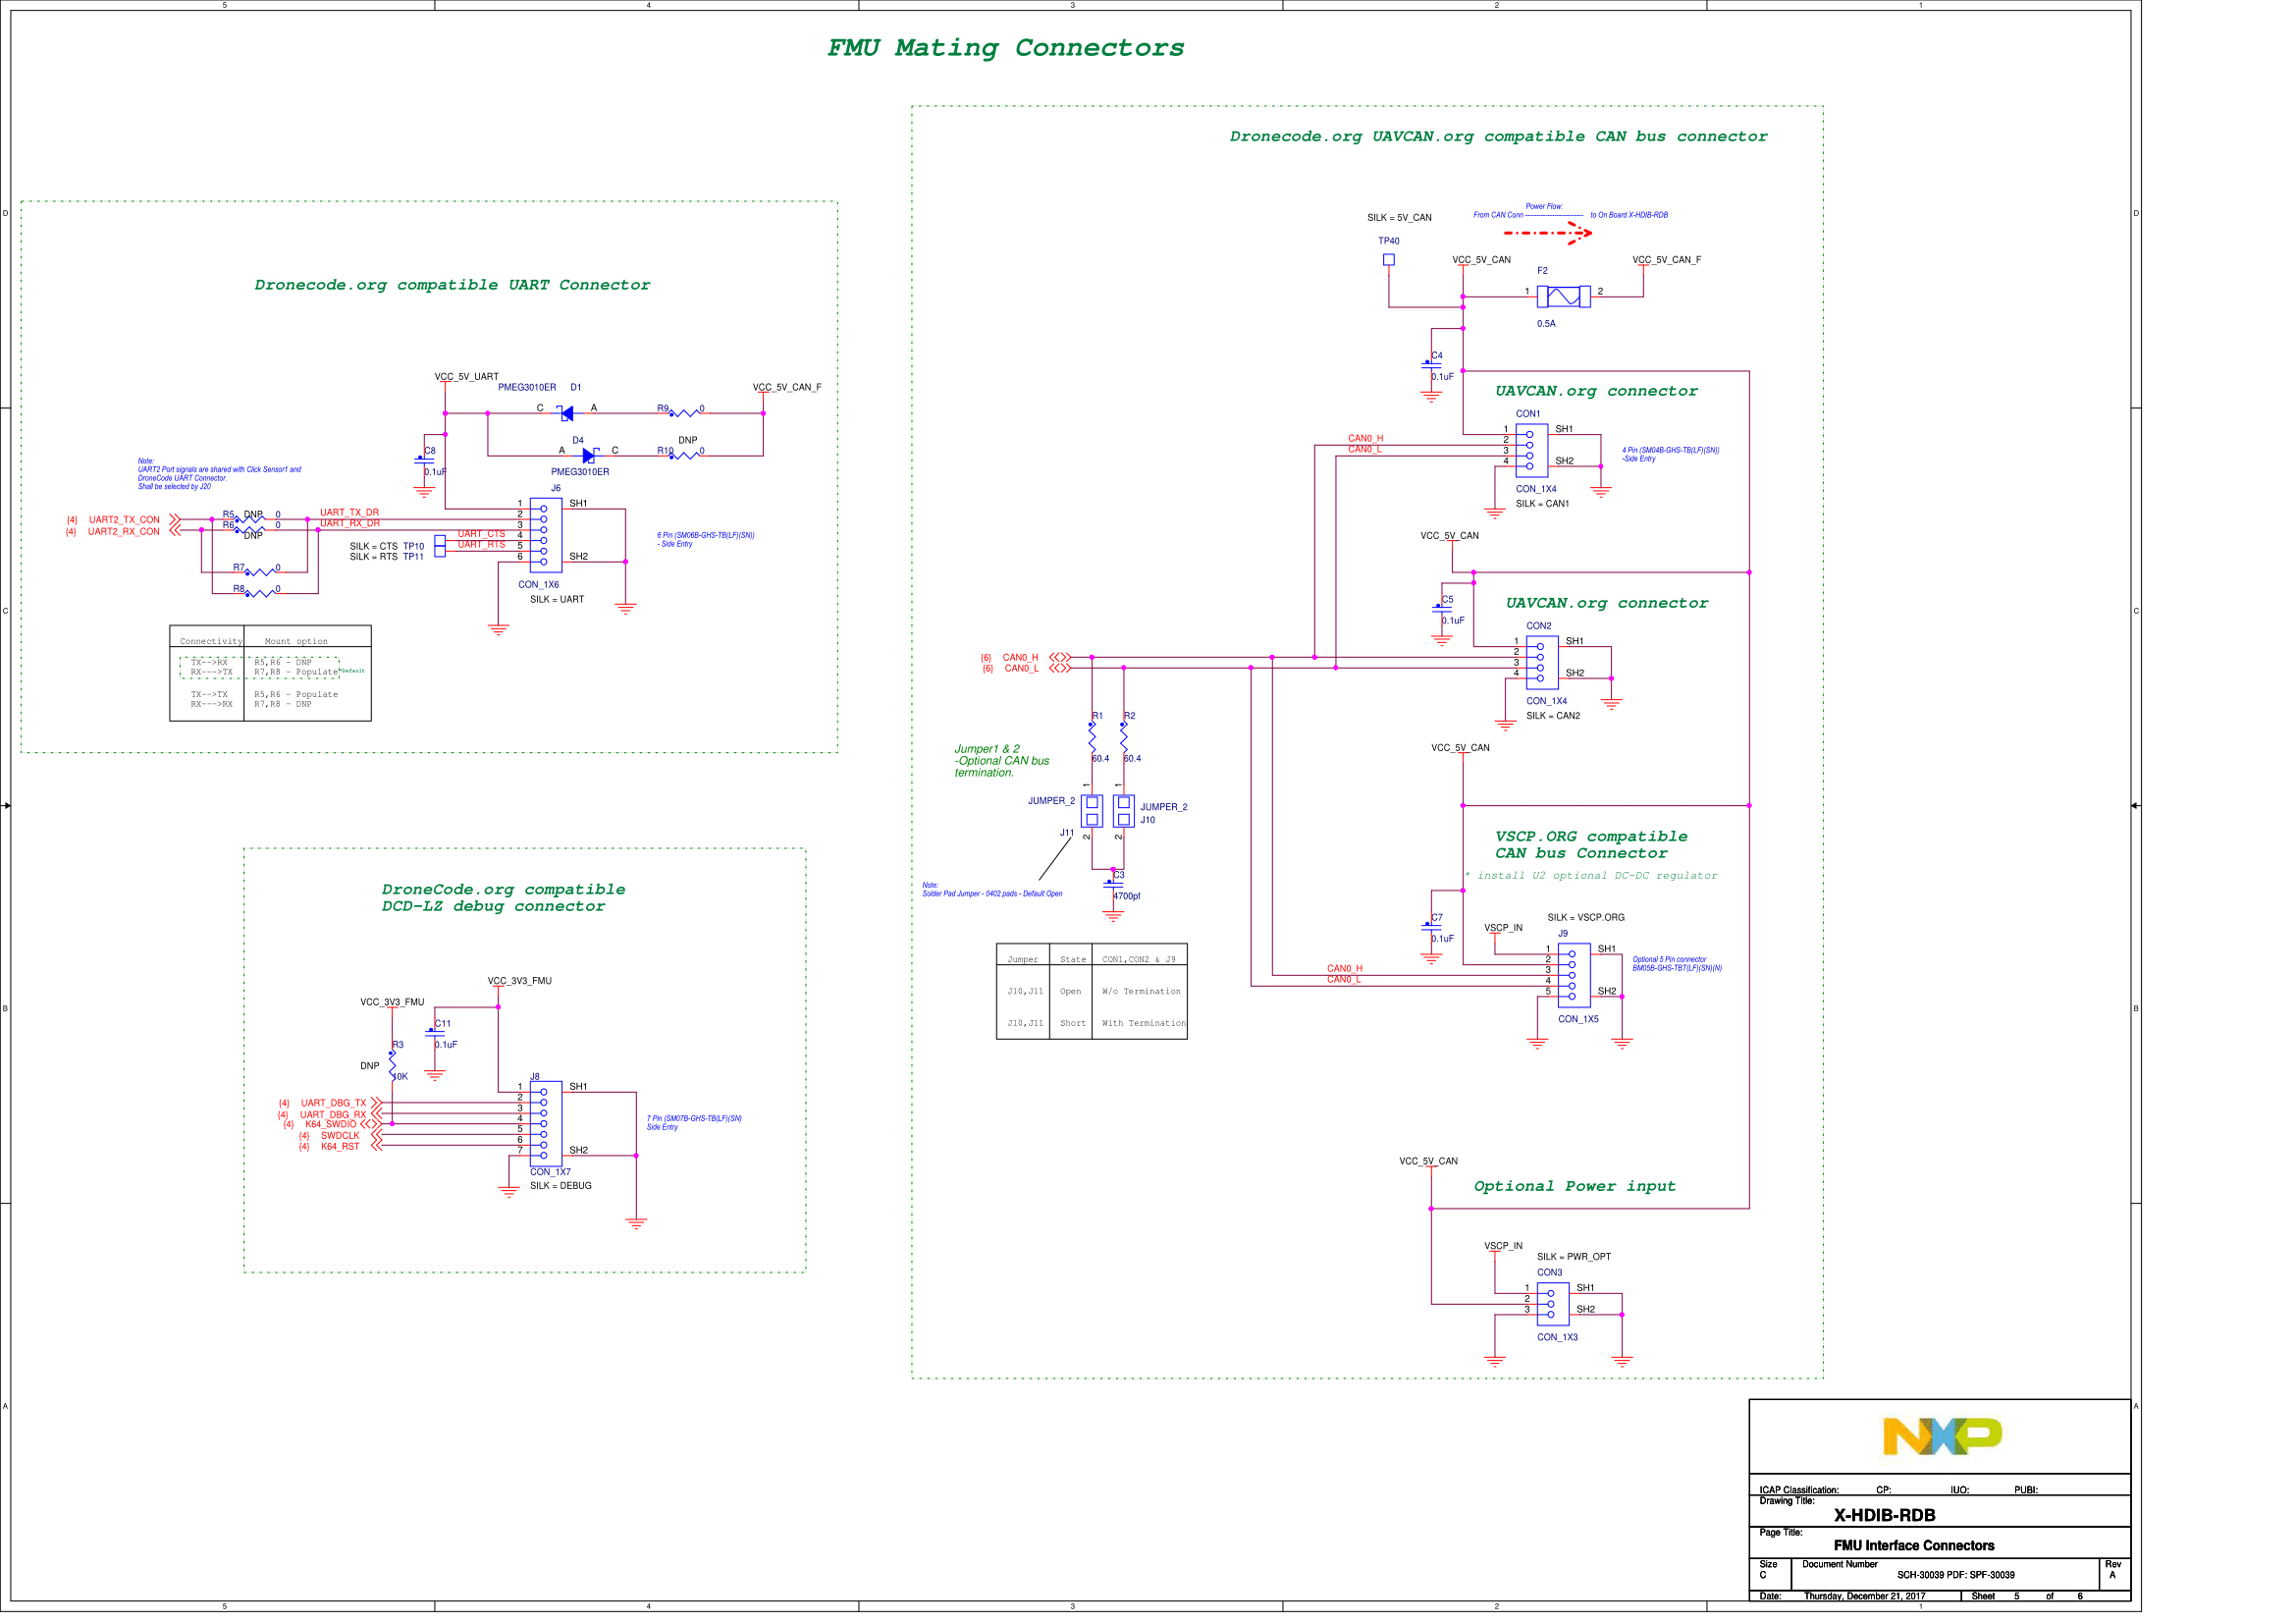 5
4
3
2
1
FMU Mating Connectors
Dronecode.org UAVCAN.org compatible CAN bus connector
D
D
C
C
B
B
A
A
Dronecode.org compatible UART Connector
VCC_5V_UART
PMEG3010ER
D1
VCC_5V_CAN_F
C
A
R9
0
D4
DNP
A
C
R10
0
PMEG3010ER
C8
0.1uF
Note:
UART2 Port signals are shared with Click Sensor1 and
DroneCode UART Connector.
Shall be selected by J20
J6
{4} UART2_TX_CON
{4} UART2_RX_CON
R5
DNP
0
R6
DNP
0
R7
0
R8
0
UART_TX_DR
UART_RX_DR
UART_CTS
UART_RTS
SILK = CTS TP10
SILK = RTS TP11
1
2
3
4
5
6
SH1
SH2
6 Pin (SM06B-GHS-TB(LF)(SN))
- Side Entry
CON_1X6
SILK = UART
Connectivity
Mount option
TX-->RX
R5,R6 - DNP
RX--->TX
R7,R8 - Populate
*Default
TX-->TX
R5,R6 - Populate
RX--->RX
R7,R8 - DNP
DroneCode.org compatible
DCD-LZ debug connector
VCC_3V3_FMU
VCC_3V3_FMU
C11
0.1uF
R3
DNP
10K
J8
{4} UART_DBG_TX
{4} UART_DBG_RX
{4} K64_SWDIO
{4} SWDCLK
{4} K64_RST
1
2
3
4
5
6
7
SH1
SH2
7 Pin (SM07B-GHS-TB(LF)(SN)
Side Entry
CON_1X7
SILK = DEBUG
SILK = 5V_CAN
Power Flow:
From CAN Conn ------------------------ to On Board X-HDIB-RDB
TP40
VCC_5V_CAN
VCC_5V_CAN_F
F2
1
2
0.5A
C4
0.1uF
UAVCAN.org connector
CON1
CAN0_H
CAN0_L
1
2
3
4
SH1
SH2
4 Pin (SM04B-GHS-TB(LF)(SN))
-Side Entry
CON_1X4
SILK = CAN1
VCC_5V_CAN
C5
0.1uF
UAVCAN.org connector
CON2
{6} CAN0_H
{6} CAN0_L
1
2
3
4
SH1
SH2
CON_1X4
SILK = CAN2
R1
60.4
R2
60.4
Jumper1 & 2
-Optional CAN bus
termination.
JUMPER_2
J11
1
2
JUMPER_2
J10
1
2
Note:
Solder Pad Jumper - 0402 pads - Default Open
C3
4700pf
VCC_5V_CAN
VSCP.ORG compatible
CAN bus Connector
* install U2 optional DC-DC regulator
C7
0.1uF
SILK = VSCP.ORG
VSCP_IN
J9
CAN0_H
CAN0_L
1
2
3
4
5
SH1
SH2
Optional 5 Pin connector
BM05B-GHS-TBT(LF)(SN)(N)
CON_1X5
Jumper
State
CON1,CON2 & J9
J10,J11
Open
W/o Termination
J10,J11
Short
With Termination
VCC_5V_CAN
Optional Power input
VSCP_IN
SILK = PWR_OPT
CON3
1
2
3
SH1
SH2
CON_1X3
NXP
ICAP Classification:
CP:
IUO:
PUBI:
Drawing Title:
X-HDIB-RDB
Page Title:
FMU Interface Connectors
Size
C
Document Number
SCH-30039 PDF: SPF-30039
Rev
A
Date:
Thursday, December 21, 2017
Sheet
5
of
6
5
4
3
2
1